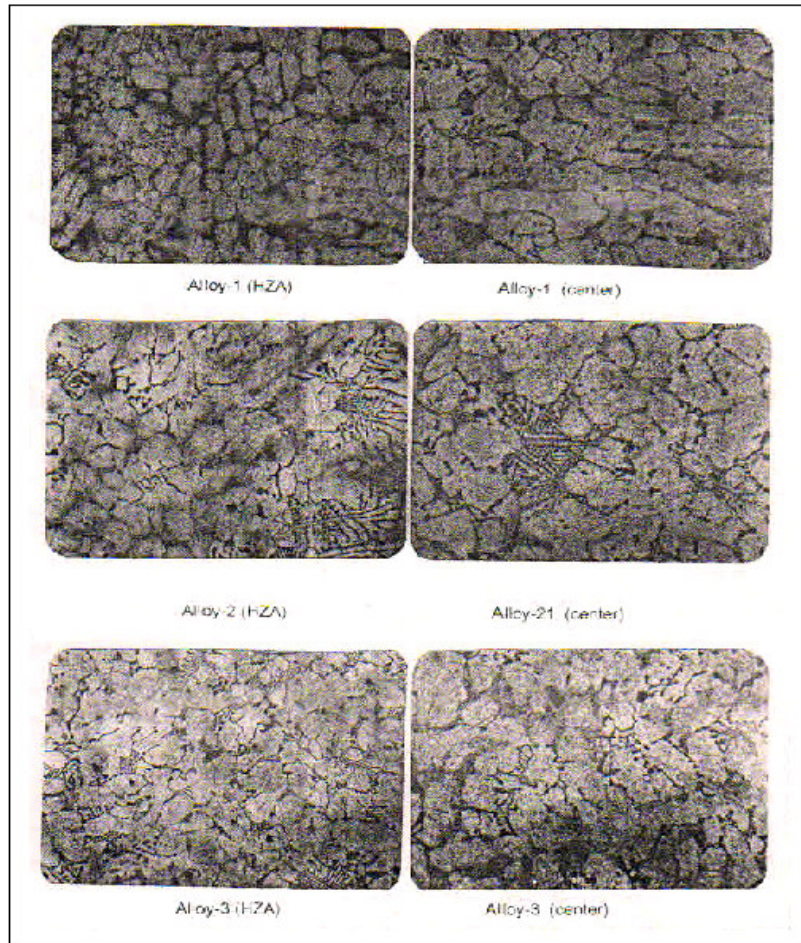 Alloy-1 (HZA)
Alloy-1 (center)
Alloy-2 (HZA)
Alloy-21 (center)
Alloy-3 (HZA)
Alloy-3 (center)